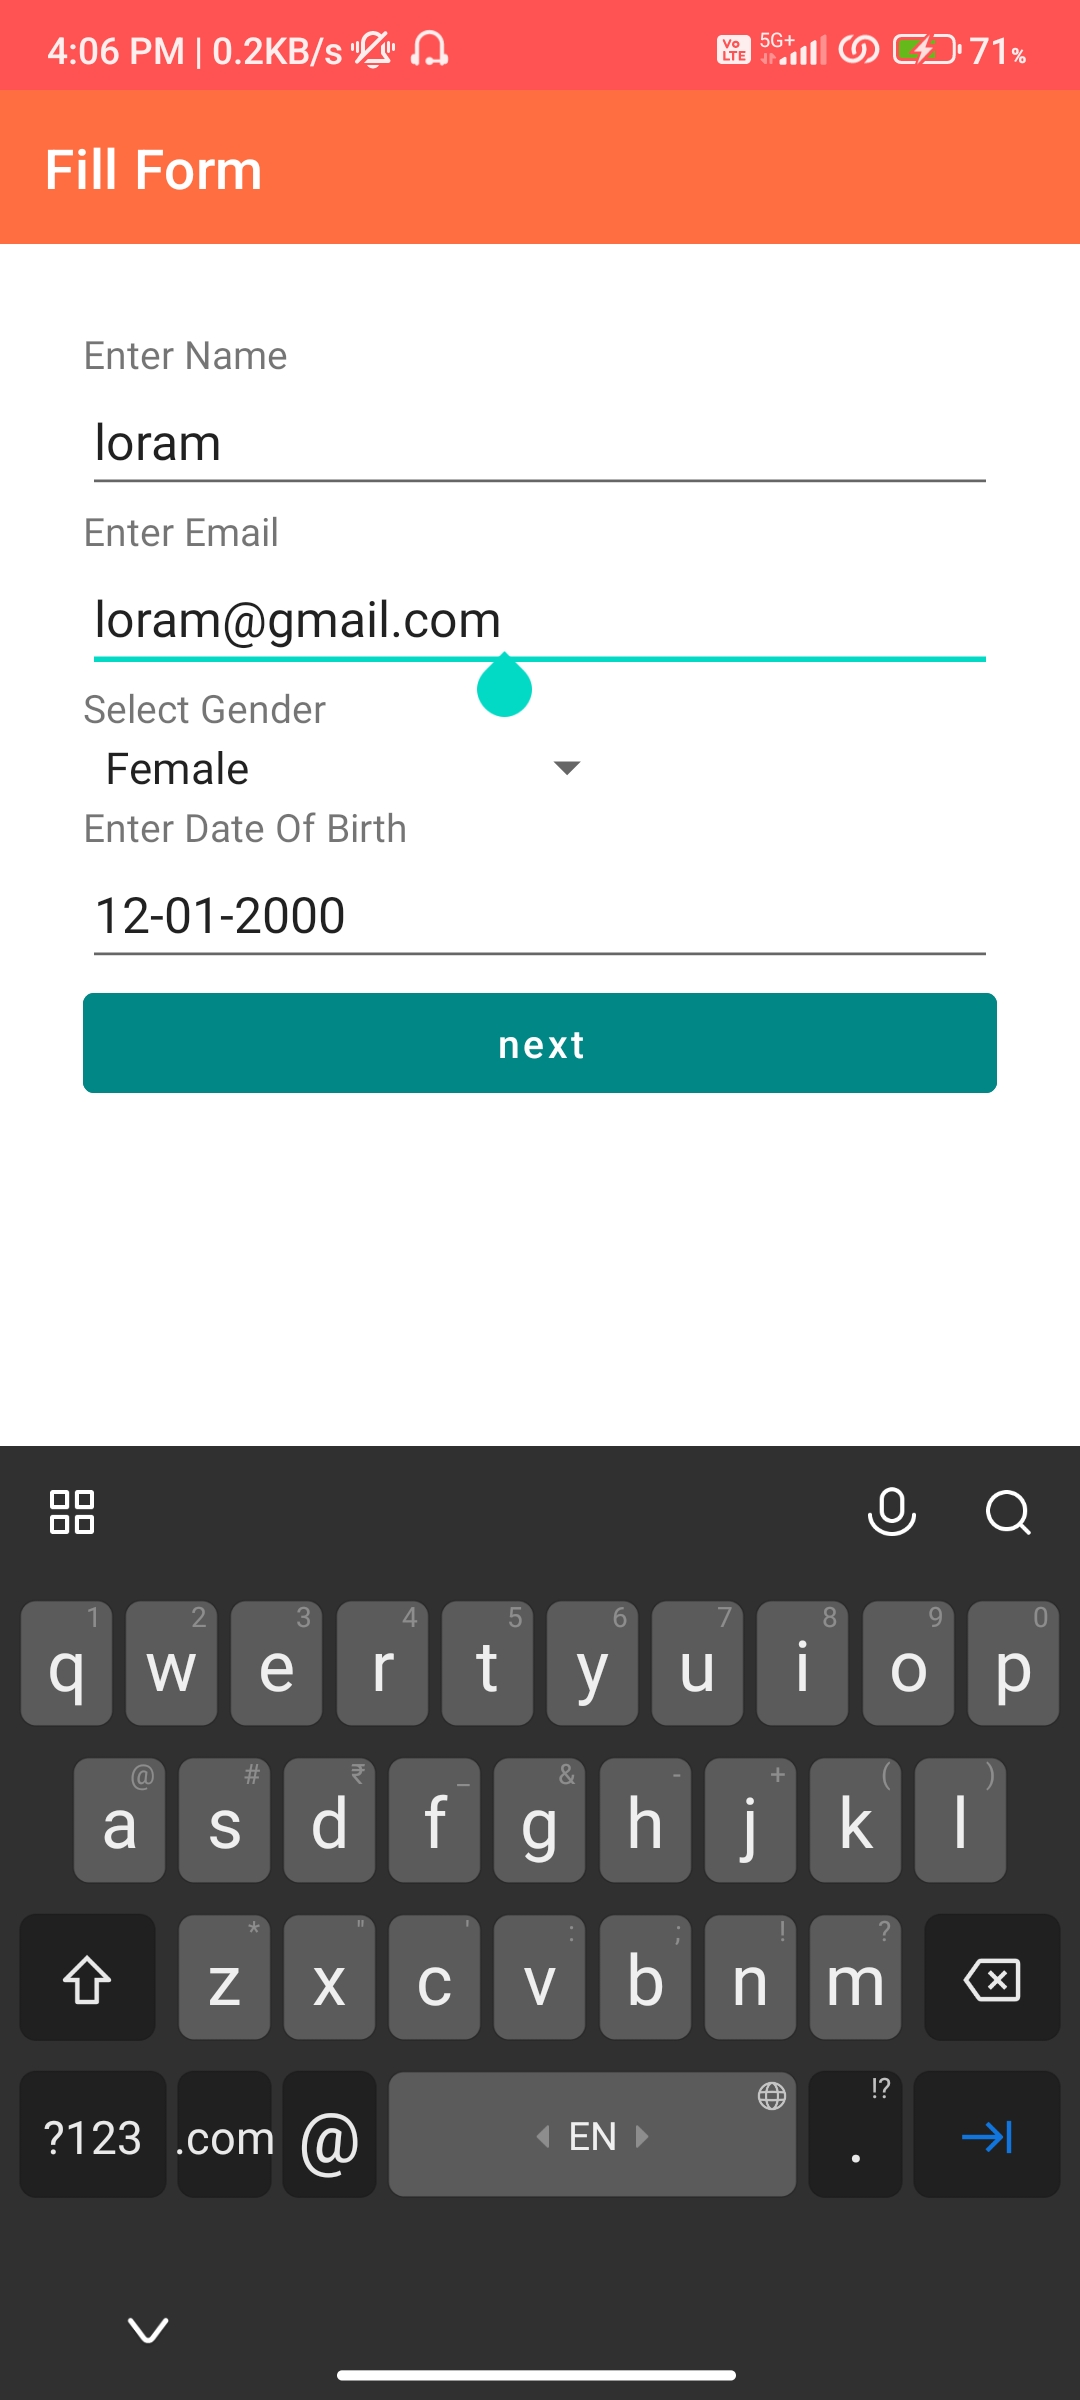 4:06 PM | 0.2KB/s Vo LTE 5G+ 71%
Fill Form
Enter Name
loram
Enter Email
loram@gmail.com
Select Gender
Female
Enter Date Of Birth
12-01-2000
next
1 2 3 4 5 6 7 8 9 0
q w e r t y u i o p
@ # ₹ _ & - + ( )
a s d f g h j k l
* " ' : ; ! ?
z x c v b n m
!?
?123 .com @ EN .